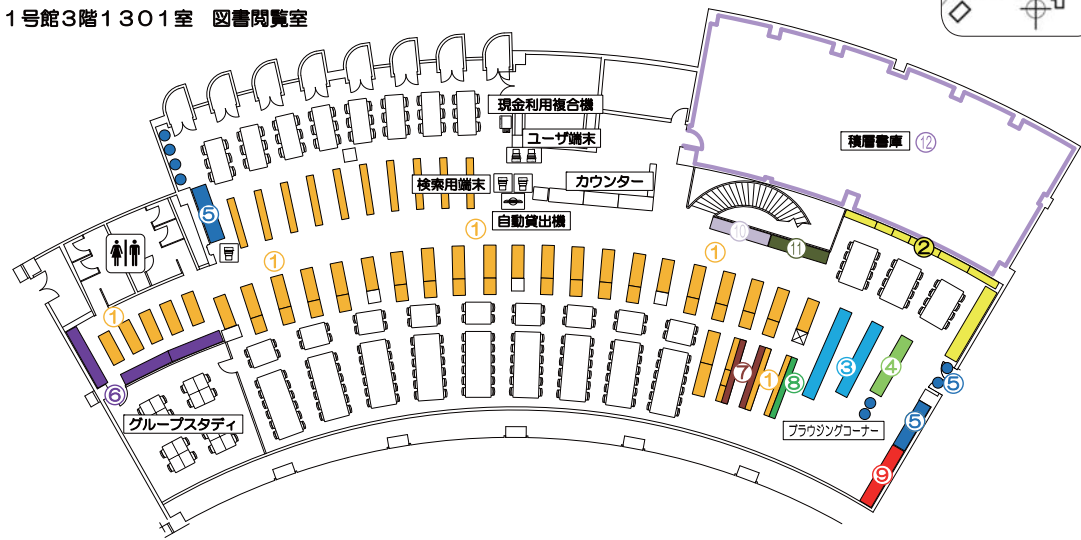 1号館3階1301室 図書閲覧室
現金利用複合機
ユーザ端末
積層書庫 ⑫
検索用端末
カウンター
⑤
自動貸出機
⑩
①
①
⑪
②
①
①
③
④
⑦
①
⑧
⑤
⑥
グループスタディ
ブラウジングコーナー
⑤
⑨